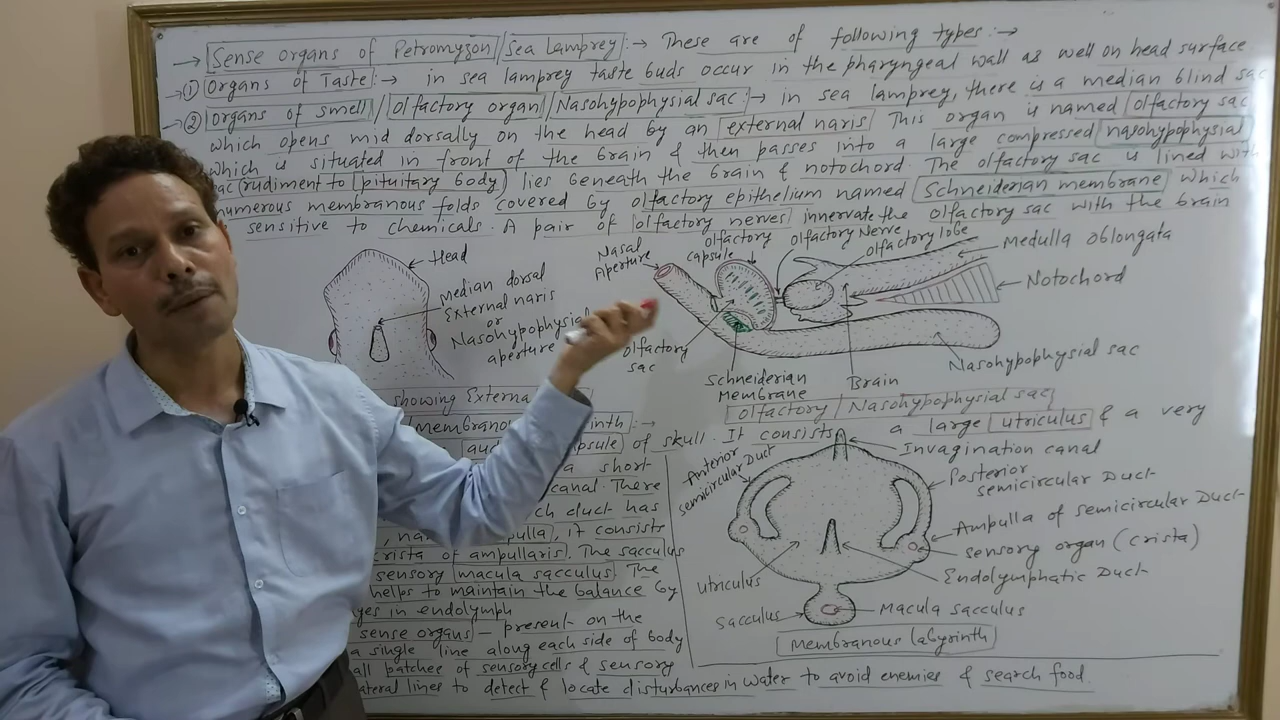 → Sense organs of Petromyzon/Sea Lamprey :→ These are of following types :→
→ ① Organs of Taste :→ in sea lamprey taste buds occur in the pharyngeal wall as well on head surface
→ ② Organs of smell / olfactory organ / Nasohypophysial sac :→ in sea lamprey, there is a median blind sac
which opens mid dorsally on the head by an external naris This organ is named olfactory sac
which is situated in front of the brain & then passes into a large compressed nasohypophysial
sac (rudiment to pituitary body) lies beneath the brain & notochord. The olfactory sac is lined with
numerous membranous folds covered by olfactory epithelium named Schneiderian membrane which
sensitive to chemicals. A pair of olfactory nerves innervate the olfactory sac with the brain
Head
Median dorsal
External naris
or
Nasohypophysial
aperture
Nasal
Aperture
olfactory
capsule
olfactory Nerve
olfactory lobe
Medulla oblongata
Notochord
Nasohypophysial sac
olfactory
sac
Schneiderian
Membrane
Brain
olfactory / Nasohypophysial sac
showing Externa
membrano nth :→
au psule of skull. It consists a large utriculus & a very
a short
canal. There
ch duct has
pulla, it consists
crista of ampullaris. The sacculus
sensory macula sacculus. The
helps to maintain the balance by
ges in endolymph
sense organs — present on the
a single line along each side of body
all patches of sensory cells & sensory
lateral lines to detect & locate disturbances in water to avoid enemies & search food.
Anterior
semicircular Duct
Invagination canal
Posterior
semicircular Duct
Ampulla of semicircular Duct
sensory organ (crista)
Endolymphatic Duct
utriculus
sacculus
Macula sacculus
membranous labyrinth